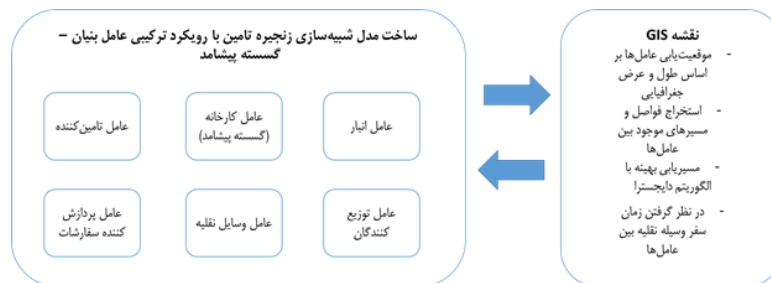 ساخت مدل شبیه‌سازی زنجیره تامین با رویکرد ترکیبی عامل بنیان –
گسسته پیشامد
عامل انبار
عامل کارخانه
(گسسته پیشامد)
عامل تامین‌کننده
عامل توزیع
کنندگان
عامل وسایل نقلیه
عامل پردازش
کننده سفارشات
نقشه GIS
- موقعیت‌یابی عامل‌ها بر
اساس طول و عرض
جغرافیایی
- استخراج فواصل و
مسیرهای موجود بین
عامل‌ها
- مسیریابی بهینه با
الگوریتم دایجسترا
- در نظر گرفتن زمان
سفر وسیله نقلیه بین
عامل‌ها